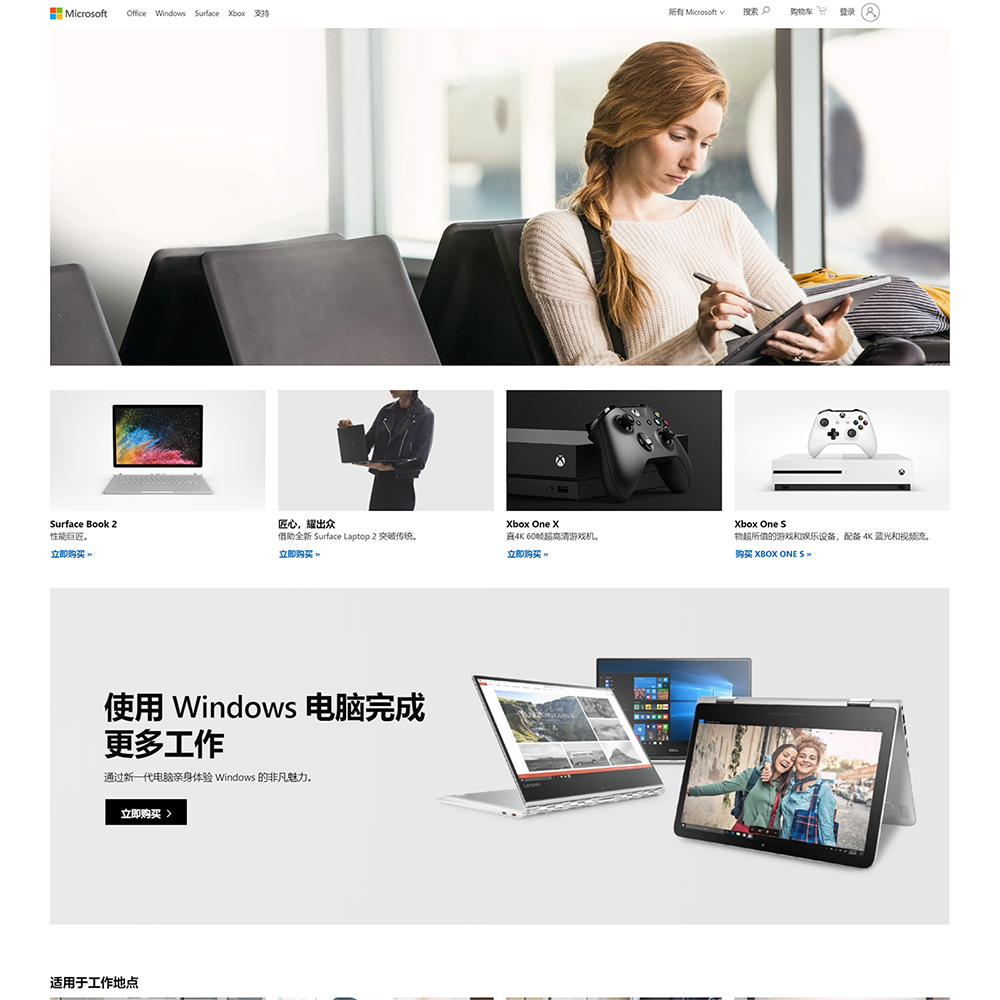 Microsoft Office Windows Surface Xbox 支持 所有 Microsoft 搜索 购物车 登录
Surface Book 2
性能巨匠。
立即购买 »
匠心，耀出众
借助全新 Surface Laptop 2 突破传统。
立即购买 »
Xbox One X
真4K 60帧超高清游戏机。
立即购买 »
Xbox One S
物超所值的游戏和娱乐设备，配备 4K 蓝光和视频流。
购买 XBOX ONE S »
使用 Windows 电脑完成
更多工作
通过新一代电脑亲身体验 Windows 的非凡魅力。
立即购买
DELL
Lenovo
适用于工作地点